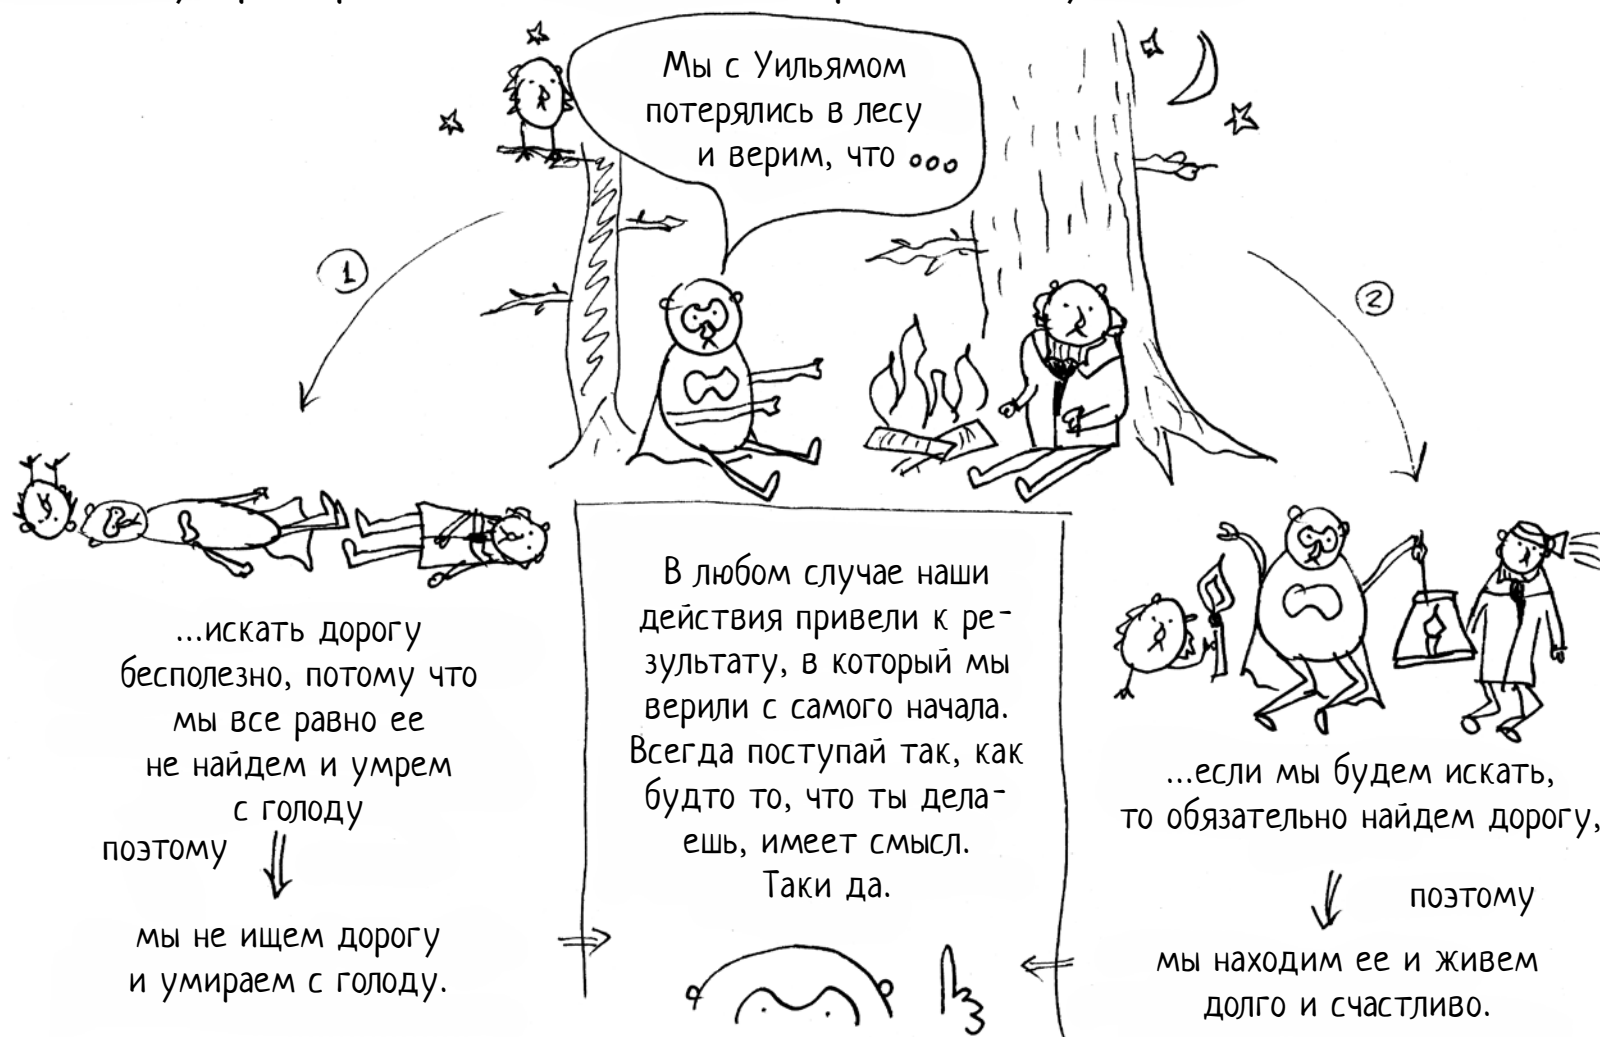 Мы с Уильямом
потерялись в лесу
и верим, что ooo
1
2
...искать дорогу
бесполезно, потому что
мы все равно ее
не найдем и умрем
с голоду
поэтому
мы не ищем дорогу
и умираем с голоду.
В любом случае наши
действия привели к ре-
зультату, в который мы
верили с самого начала.
Всегда поступай так, как
будто то, что ты дела-
ешь, имеет смысл.
Таки да.
...если мы будем искать,
то обязательно найдем дорогу,
поэтому
мы находим ее и живем
долго и счастливо.